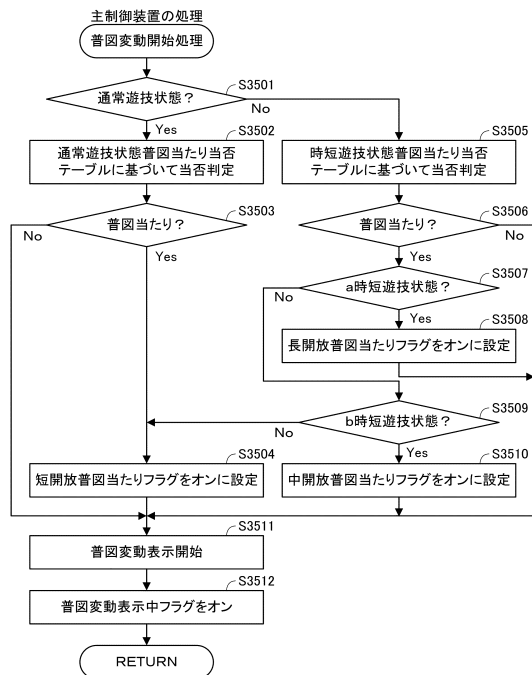 主制御装置の処理
普図変動開始処理
S3501
通常遊技状態？
No
Yes
S3502
通常遊技状態普図当たり当否
テーブルに基づいて当否判定
S3505
時短遊技状態普図当たり当否
テーブルに基づいて当否判定
S3503
普図当たり？
No
Yes
S3506
普図当たり？
No
Yes
S3507
a時短遊技状態？
No
Yes
S3508
長開放普図当たりフラグをオンに設定
S3509
b時短遊技状態？
No
Yes
S3504
短開放普図当たりフラグをオンに設定
S3510
中開放普図当たりフラグをオンに設定
S3511
普図変動表示開始
S3512
普図変動表示中フラグをオン
RETURN